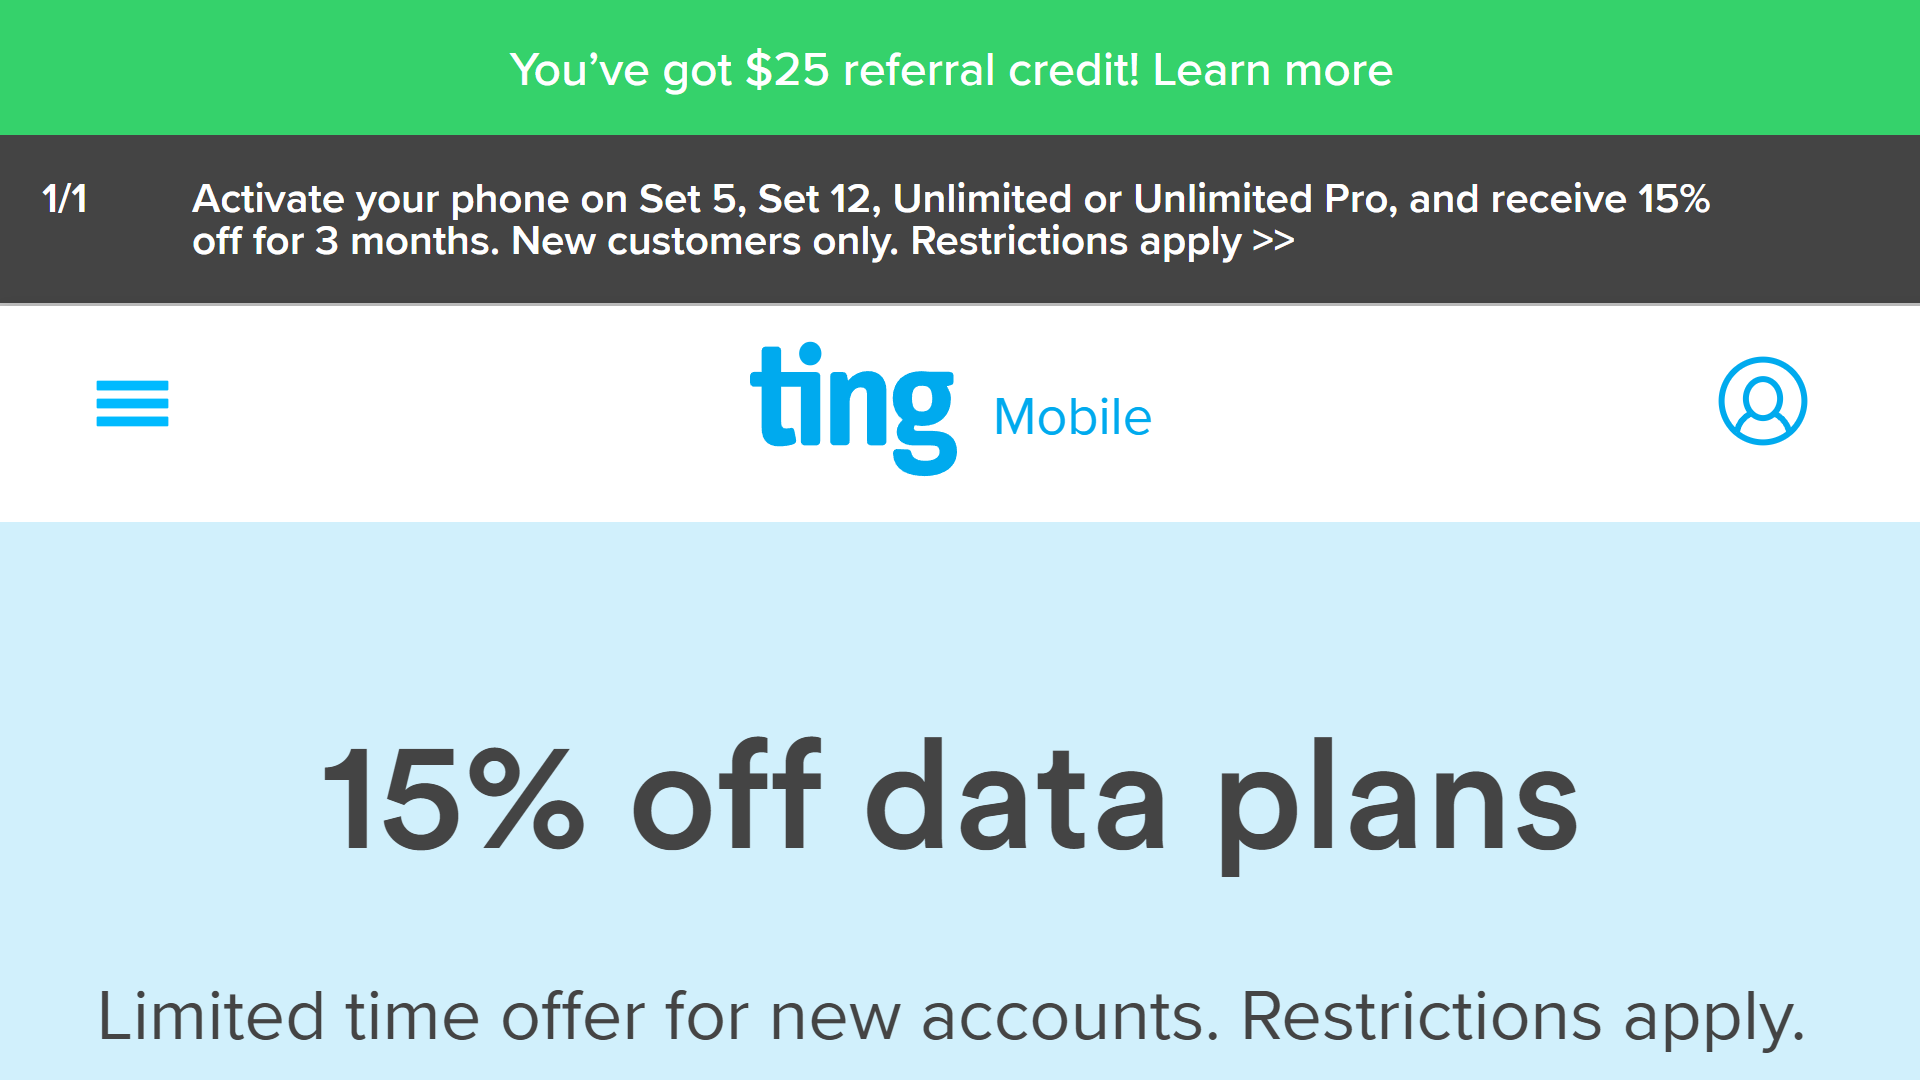 You’ve got $25 referral credit! Learn more
1/1
Activate your phone on Set 5, Set 12, Unlimited or Unlimited Pro, and receive 15%
off for 3 months. New customers only. Restrictions apply >>
ting Mobile
15% off data plans
Limited time offer for new accounts. Restrictions apply.